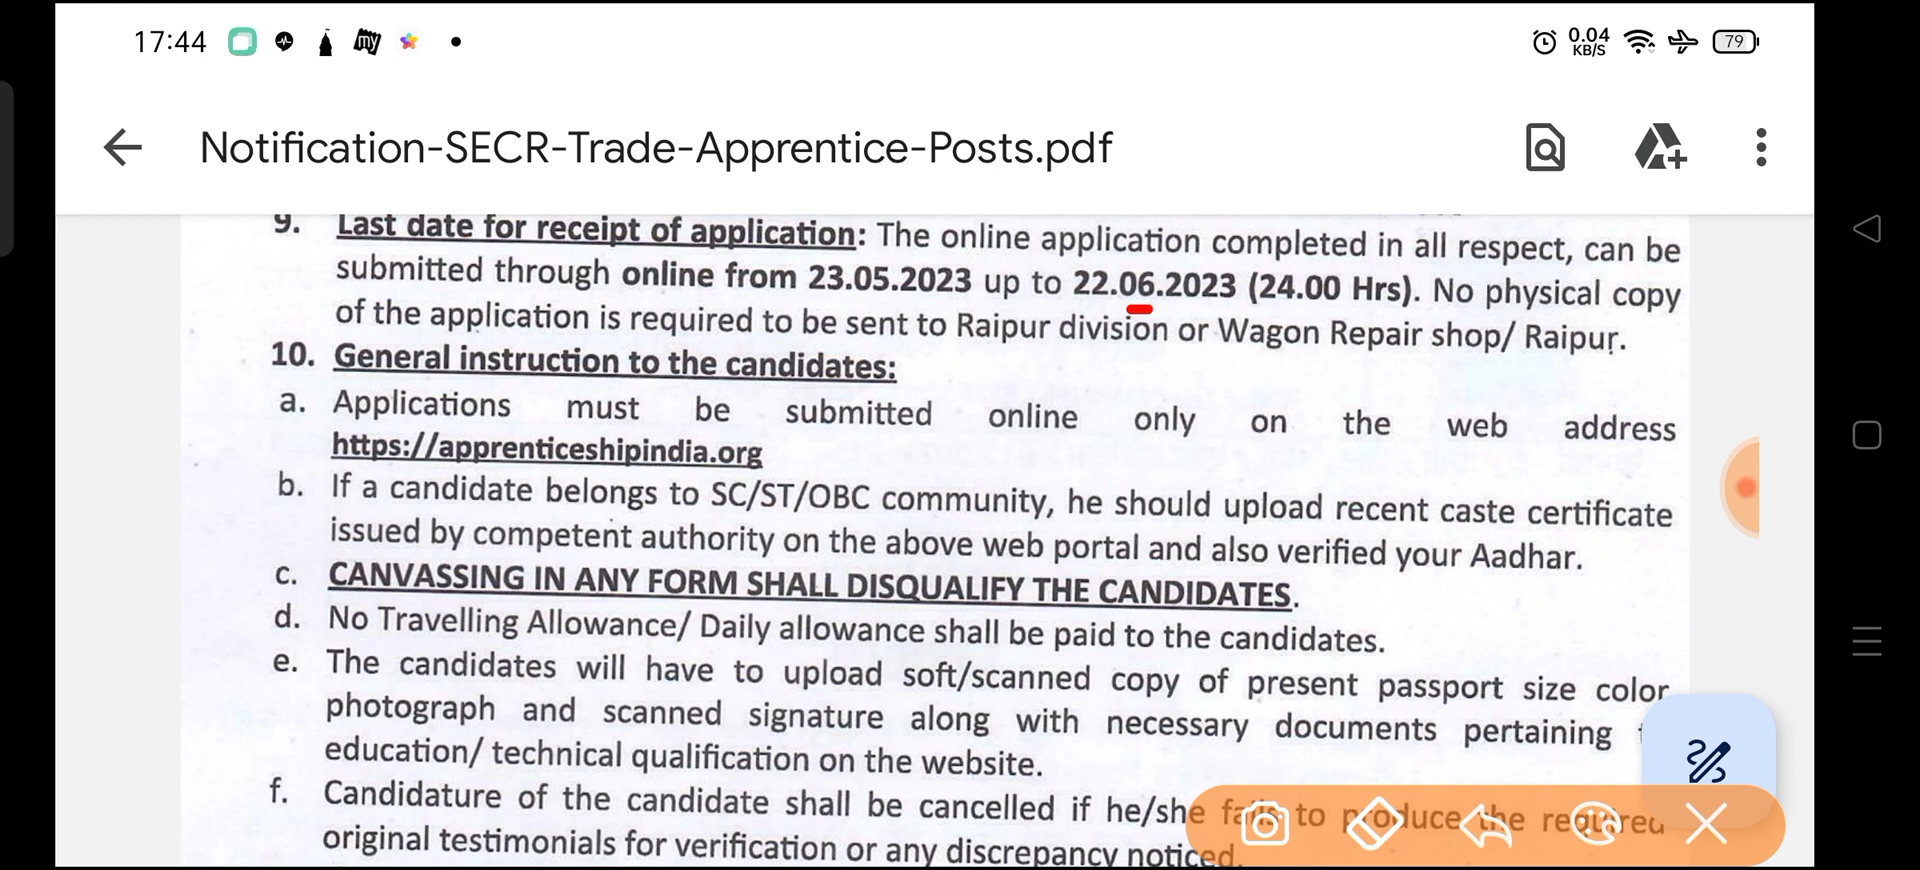 17:44
my
0.04
KB/S
79
Notification-SECR-Trade-Apprentice-Posts.pdf
9. Last date for receipt of application: The online application completed in all respect, can be
submitted through online from 23.05.2023 up to 22.06.2023 (24.00 Hrs). No physical copy
of the application is required to be sent to Raipur division or Wagon Repair shop/ Raipur.
10. General instruction to the candidates:
a. Applications must be submitted online only on the web address
https://apprenticeshipindia.org
b. If a candidate belongs to SC/ST/OBC community, he should upload recent caste certificate
issued by competent authority on the above web portal and also verified your Aadhar.
c. CANVASSING IN ANY FORM SHALL DISQUALIFY THE CANDIDATES.
d. No Travelling Allowance/ Daily allowance shall be paid to the candidates.
e. The candidates will have to upload soft/scanned copy of present passport size color
photograph and scanned signature along with necessary documents pertaining
education/ technical qualification on the website.
f. Candidature of the candidate shall be cancelled if he/she fails to produce the required
original testimonials for verification or any discrepancy noticed.